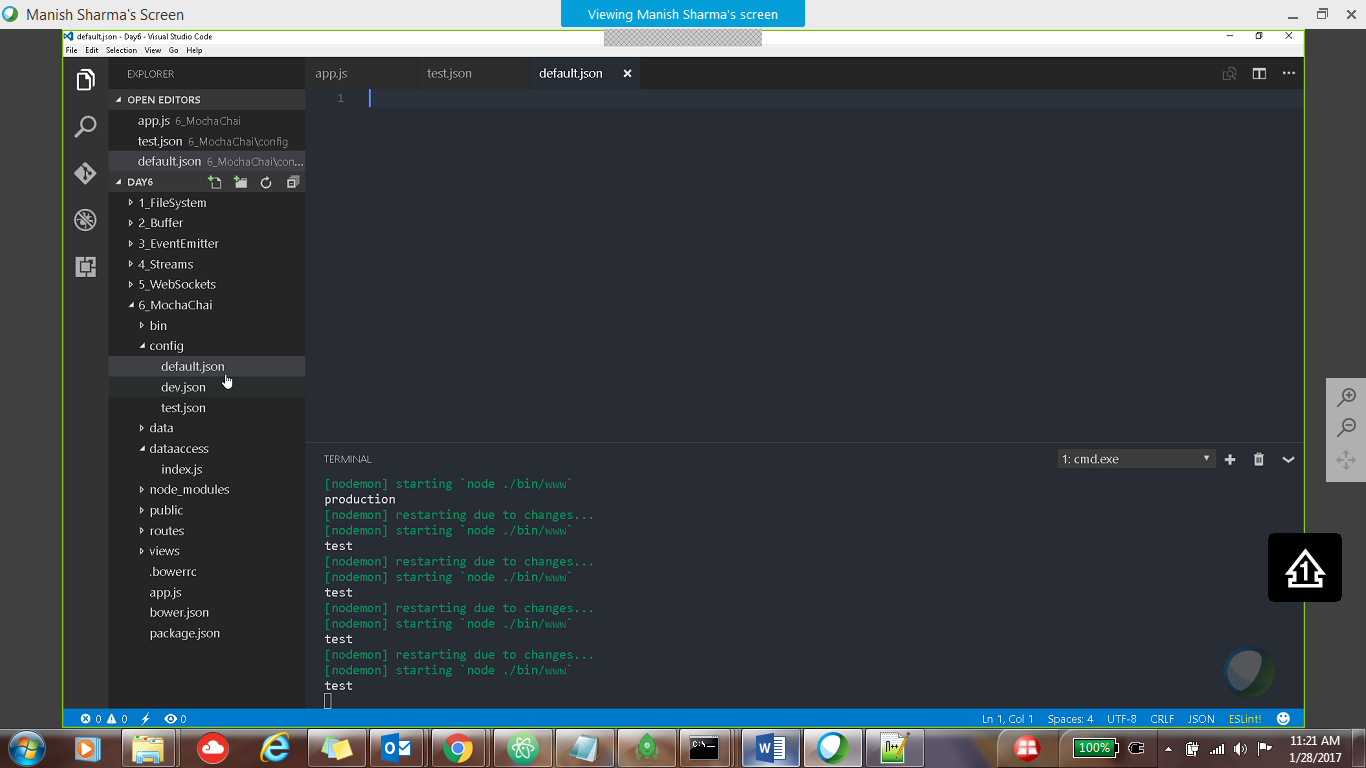 Manish Sharma's Screen
Viewing Manish Sharma's screen
default.json - Day6 - Visual Studio Code
File Edit Selection View Go Help
EXPLORER
OPEN EDITORS
app.js 6_MochaChai
test.json 6_MochaChai\config
default.json 6_MochaChai\con...
DAY6
1_FileSystem
2_Buffer
3_EventEmitter
4_Streams
5_WebSockets
6_MochaChai
bin
config
default.json
dev.json
test.json
data
dataaccess
index.js
node_modules
public
routes
views
.bowerrc
app.js
bower.json
package.json
app.js test.json default.json
1
TERMINAL
1: cmd.exe
[nodemon] starting `node ./bin/www`
production
[nodemon] restarting due to changes...
[nodemon] starting `node ./bin/www`
test
[nodemon] restarting due to changes...
[nodemon] starting `node ./bin/www`
test
[nodemon] restarting due to changes...
[nodemon] starting `node ./bin/www`
test
[nodemon] restarting due to changes...
[nodemon] starting `node ./bin/www`
test
1
0 0 0
Ln 1, Col 1 Spaces: 4 UTF-8 CRLF JSON ESLint!
100%
11:21 AM
1/28/2017